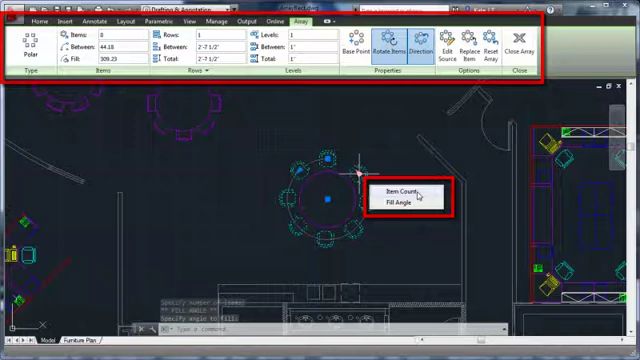 Drafting & Annotation
Home Insert Annotate Layout Parametric View Manage Output Online Array
Items: 8 Rows: 1 Levels: 1
Between: 44.18 Between: 2'-7 1/2" Between: 1"
Fill: 309.23 Total: 2'-7 1/2" Total: 1"
Polar
Base Point Rotate Items Direction Edit Source Replace Item Reset Array Close Array
Type Items Rows Levels Properties Options Close
Item Count
Fill Angle
Specify number of items:
** FILL ANGLE **
Specify angle to fill:
Type a command
X
Model Furniture Plan